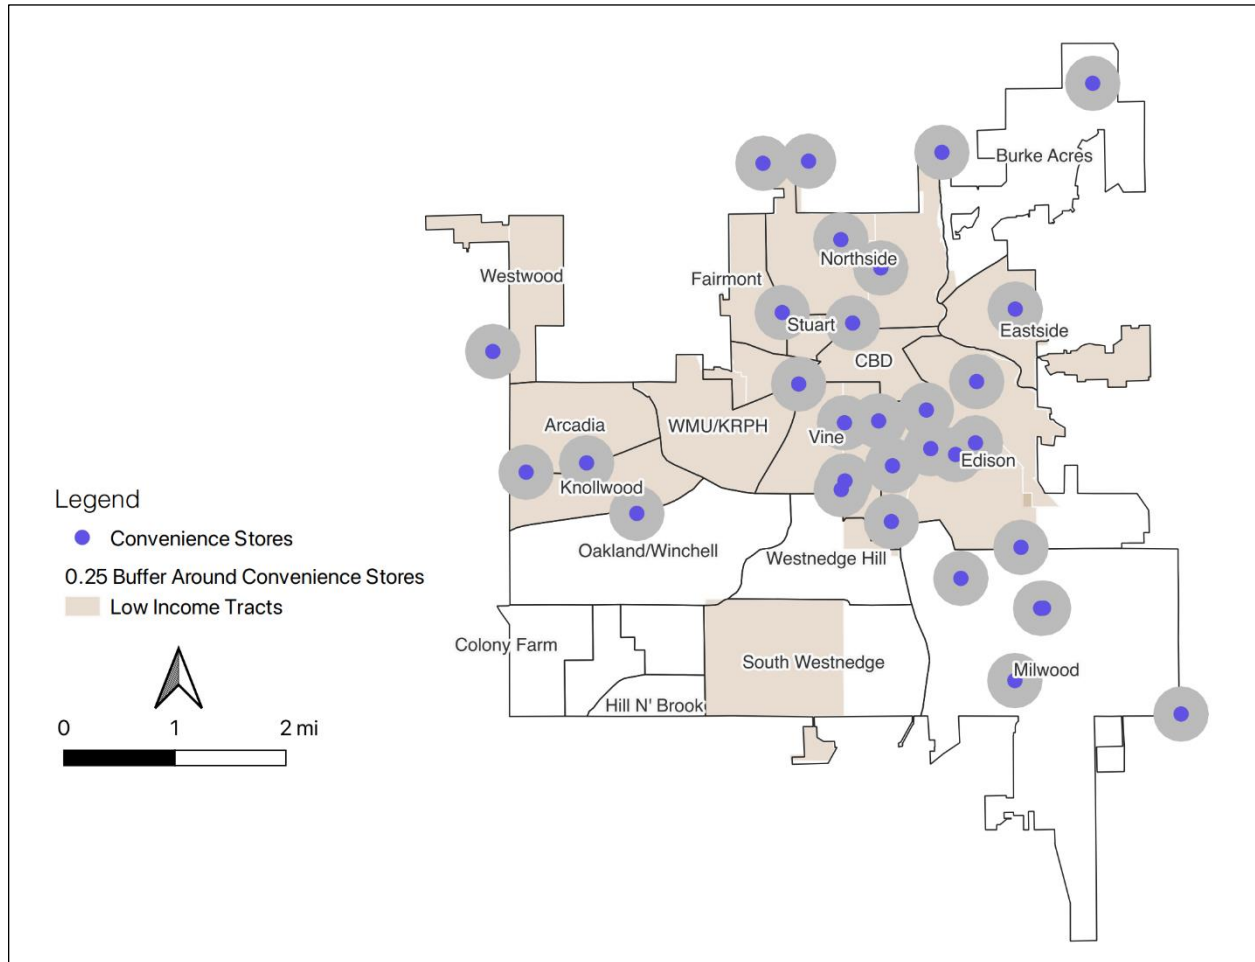 Burke Acres
Northside
Westwood
Fairmont
Stuart
Eastside
CBD
Arcadia
WMU/KRPH
Vine
Edison
Knollwood
Oakland/Winchell
Westnedge Hill
Colony Farm
South Westnedge
Milwood
Hill N' Brook
Legend
Convenience Stores
0.25 Buffer Around Convenience Stores
Low Income Tracts
0 1 2 mi